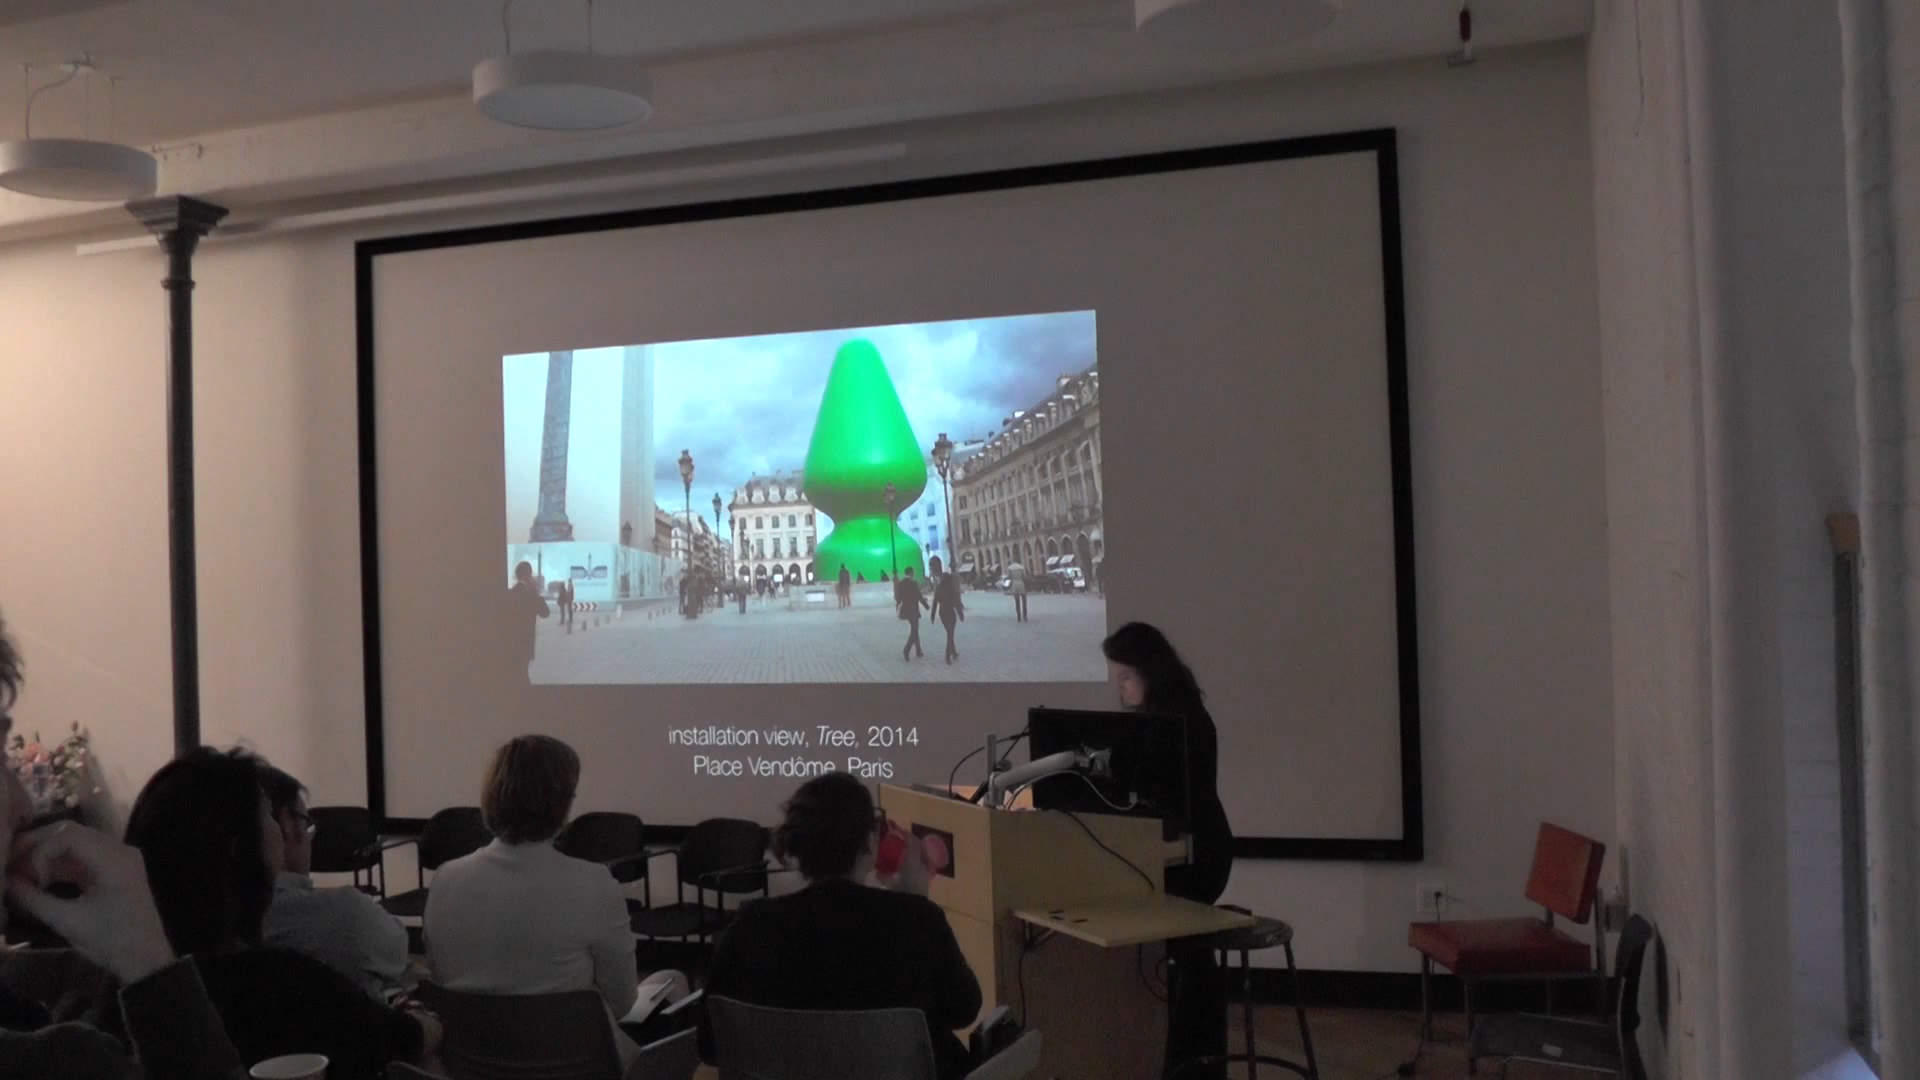 installation view, Tree, 2014
Place Vendôme, Paris